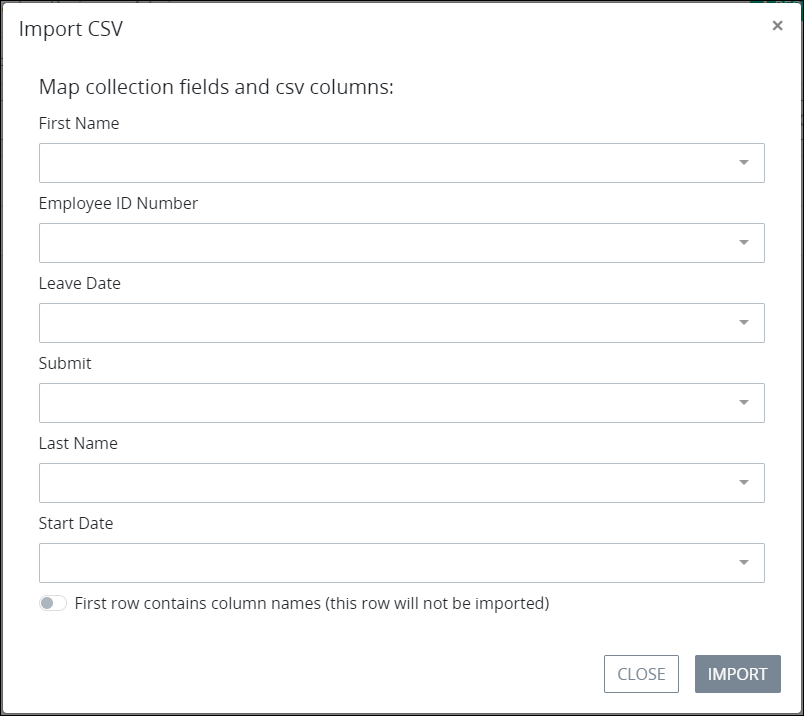 Import CSV
×
Map collection fields and csv columns:
First Name
Employee ID Number
Leave Date
Submit
Last Name
Start Date
First row contains column names (this row will not be imported)
CLOSE
IMPORT